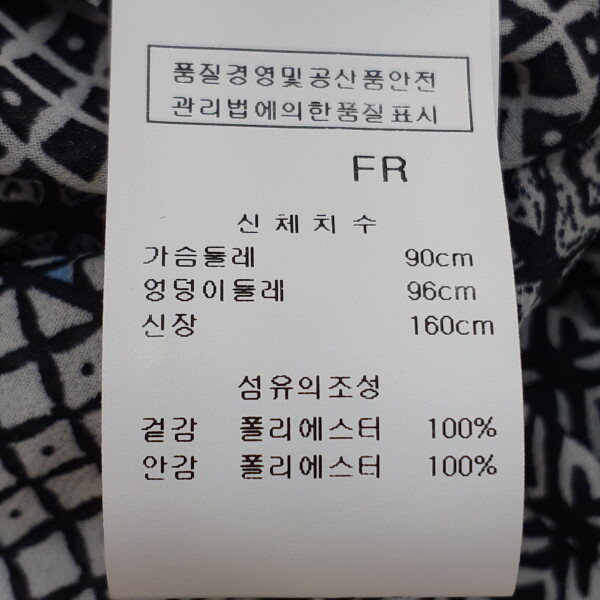 품질경영및공산품안전
관리법에의한품질표시
FR
신체치수
가슴둘레 90cm
엉덩이둘레 96cm
신장 160cm
섬유의조성
겉감 폴리에스터 100%
안감 폴리에스터 100%